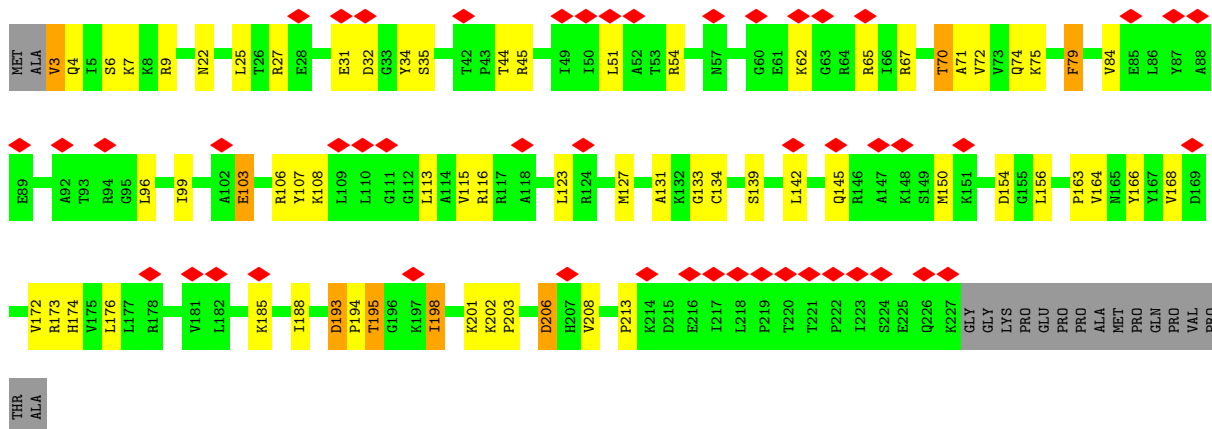 MET ALA V3 Q4 I5 S6 K7 K8 R9 N22 L25 T26 R27 E28 E31 D32 G33 Y34 S35 T42 P43 T44 R45 I49 I50 L51 A52 T53 R54 N57 G60 E61 K62 G63 R64 R65 I66 R67 T70 A71 V72 V73 Q74 K75 F79 V84 E85 L86 Y87 A88
E89 A92 T93 R94 G95 L96 I99 A102 E103 R106 Y107 K108 L109 L110 G111 G112 L113 A114 V115 R116 R117 A118 L123 R124 M127 A131 K132 G133 C134 S139 L142 Q145 R146 A147 K148 S149 M150 K151 D154 G155 L156 P163 V164 N165 Y166 Y167 V168 D169
V172 R173 H174 V175 L176 L177 R178 V181 L182 K185 I188 D193 P194 T195 G196 K197 I198 K201 K202 P203 D206 H207 V208 P213 K214 D215 E216 I217 L218 P219 T220 T221 P222 I223 S224 E225 Q226 K227 GLY GLY LYS PRO GLU PRO PRO PRO ALA MET PRO GLN PRO VAL PRO
THR ALA